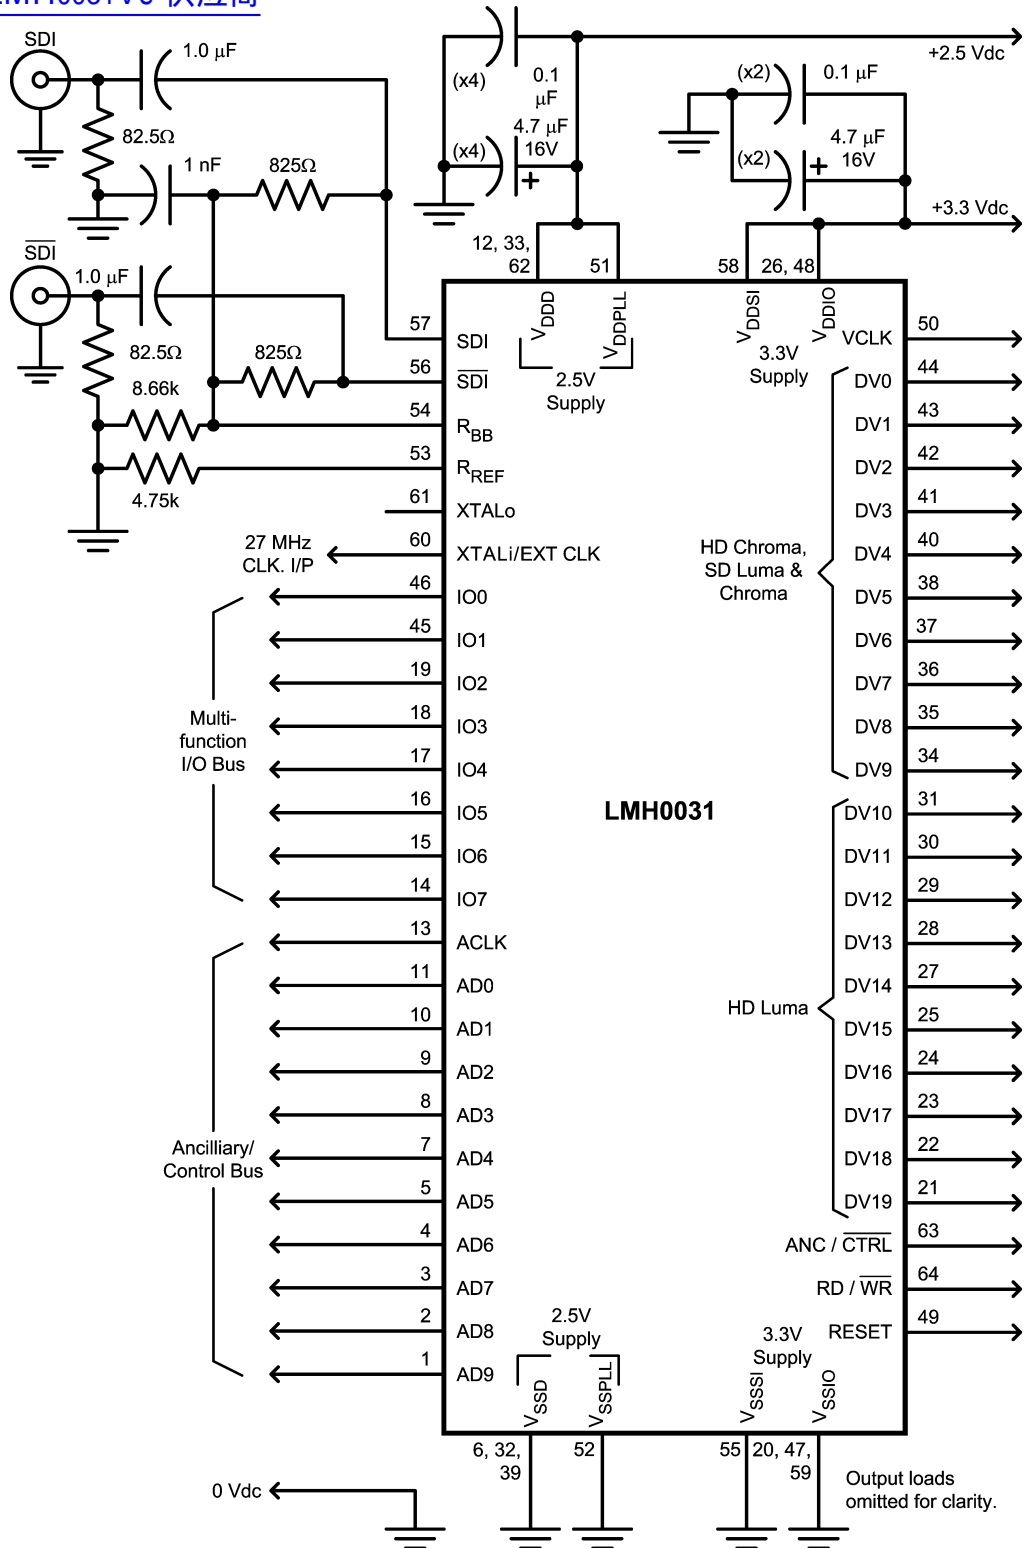 SDI
1.0 µF
82.5Ω
1 nF
825Ω
SDI
1.0 µF
82.5Ω
825Ω
8.66k
4.75k
(x4)
0.1
µF
(x4)
4.7 µF
16V
+
+2.5 Vdc
(x2)
0.1 µF
(x2)
4.7 µF
16V
+
+3.3 Vdc
12, 33,
62
51
58
26, 48
VDDD
VDDPLL
2.5V
Supply
VDDSI
VDDIO
3.3V
Supply
57 SDI
56 SDI
54 RBB
53 RREF
61 XTALo
27 MHz
CLK. I/P
60 XTALi/EXT CLK
46 IO0
45 IO1
19 IO2
18 IO3
17 IO4
16 IO5
15 IO6
14 IO7
Multi-
function
I/O Bus
13 ACLK
11 AD0
10 AD1
9 AD2
8 AD3
7 AD4
5 AD5
4 AD6
3 AD7
2 AD8
1 AD9
Ancilliary/
Control Bus
LMH0031
VCLK 50
DV0 44
DV1 43
DV2 42
DV3 41
DV4 40
DV5 38
DV6 37
DV7 36
DV8 35
DV9 34
HD Chroma,
SD Luma &
Chroma
DV10 31
DV11 30
DV12 29
DV13 28
DV14 27
DV15 25
DV16 24
DV17 23
DV18 22
DV19 21
HD Luma
ANC / CTRL 63
RD / WR 64
RESET 49
2.5V
Supply
VSSD
VSSPLL
3.3V
Supply
VSSSI
VSSIO
6, 32,
39
52
55
20, 47,
59
0 Vdc
Output loads
omitted for clarity.